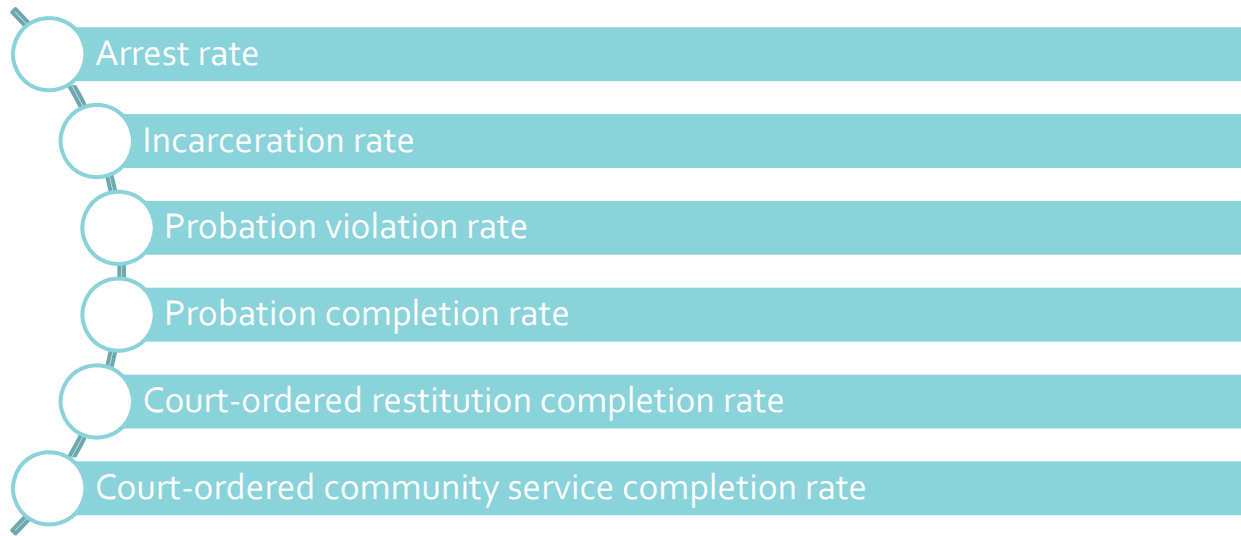 Arrest rate
Incarceration rate
Probation violation rate
Probation completion rate
Court-ordered restitution completion rate
Court-ordered community service completion rate